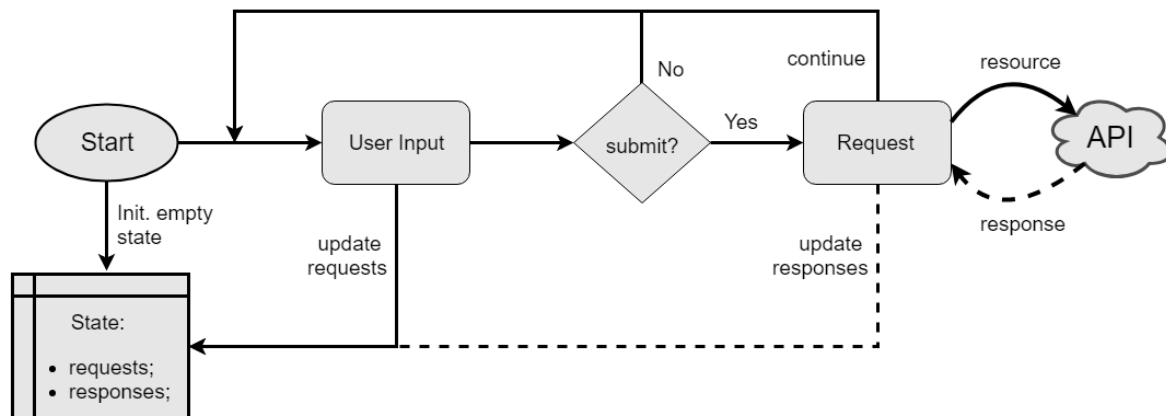 continue
No
resource
Start
User Input
submit?
Yes
Request
API
Init. empty
state
update
requests
update
responses
response
State:
• requests;
• responses;